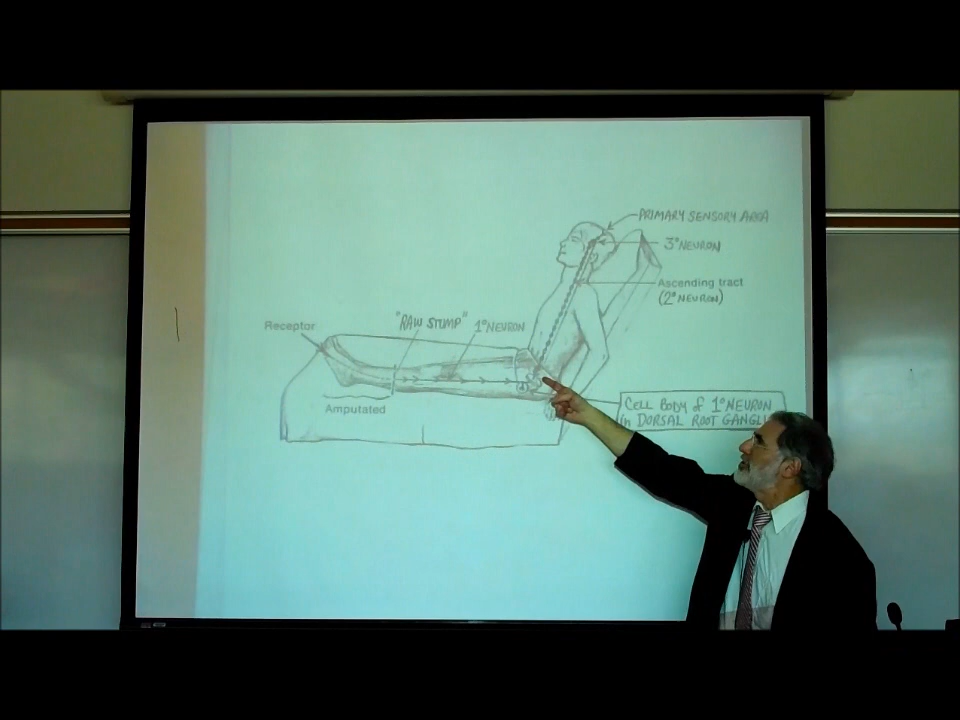 PRIMARY SENSORY AREA
3° NEURON
Ascending tract
(2° NEURON)
"RAW STUMP"
1° NEURON
Receptor
Amputated
CELL BODY of 1° NEURON
in DORSAL ROOT